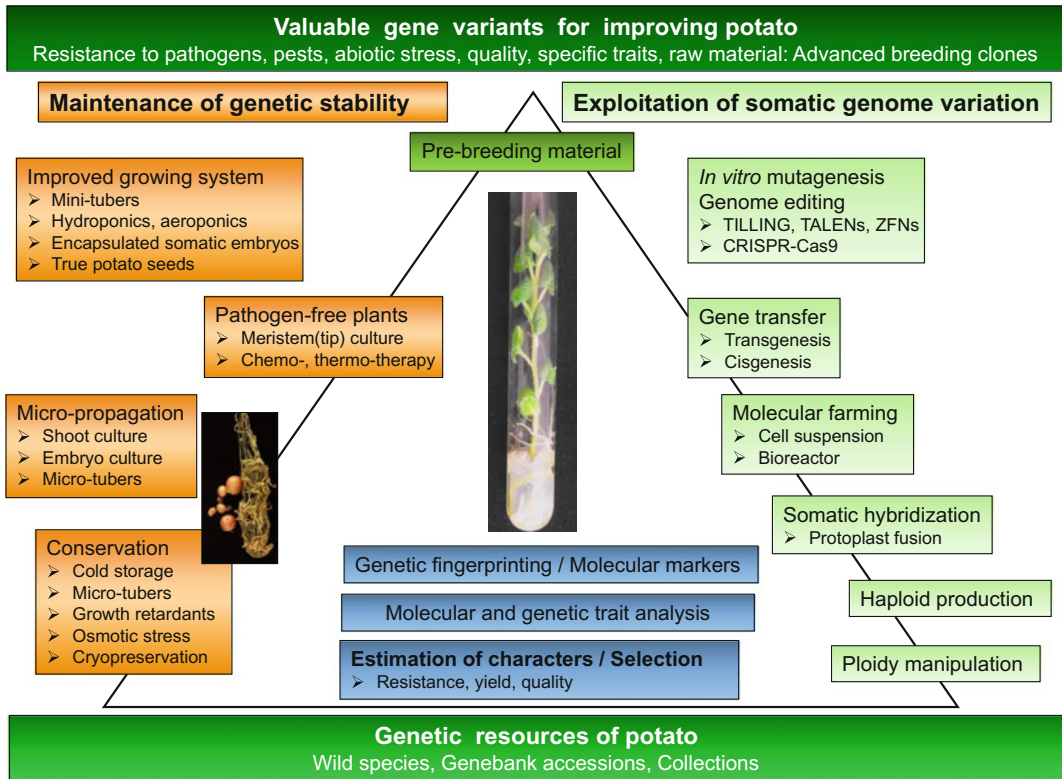 Valuable gene variants for improving potato
Resistance to pathogens, pests, abiotic stress, quality, specific traits, raw material: Advanced breeding clones
Maintenance of genetic stability
Exploitation of somatic genome variation
Pre-breeding material
Improved growing system
➢ Mini-tubers
➢ Hydroponics, aeroponics
➢ Encapsulated somatic embryos
➢ True potato seeds
Pathogen-free plants
➢ Meristem(tip) culture
➢ Chemo-, thermo-therapy
Micro-propagation
➢ Shoot culture
➢ Embryo culture
➢ Micro-tubers
Conservation
➢ Cold storage
➢ Micro-tubers
➢ Growth retardants
➢ Osmotic stress
➢ Cryopreservation
In vitro mutagenesis
Genome editing
➢ TILLING, TALENs, ZFNs
➢ CRISPR-Cas9
Gene transfer
➢ Transgenesis
➢ Cisgenesis
Molecular farming
➢ Cell suspension
➢ Bioreactor
Somatic hybridization
➢ Protoplast fusion
Haploid production
Ploidy manipulation
Genetic fingerprinting / Molecular markers
Molecular and genetic trait analysis
Estimation of characters / Selection
➢ Resistance, yield, quality
Genetic resources of potato
Wild species, Genebank accessions, Collections